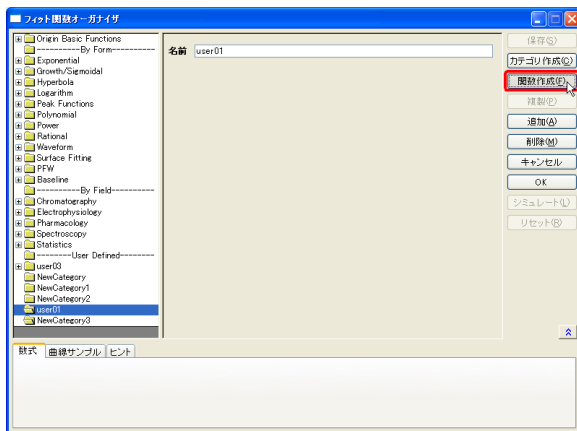 フィット関数オーガナイザ
Origin Basic Functions
----------By Form----------
Exponential
Growth/Sigmoidal
Hyperbola
Logarithm
Peak Functions
Polynomial
Power
Rational
Waveform
Surface Fitting
PFW
Baseline
----------By Field----------
Chromatography
Electrophysiology
Pharmacology
Spectroscopy
Statistics
--------User Defined--------
user03
NewCategory
NewCategory1
NewCategory2
user01
NewCategory3
名前 user01
保存(S)
カテゴリ作成(C)
関数作成(F)
複製(P)
追加(A)
削除(M)
キャンセル
OK
シミュレート(L)
リセット(R)
数式 曲線サンプル ヒント